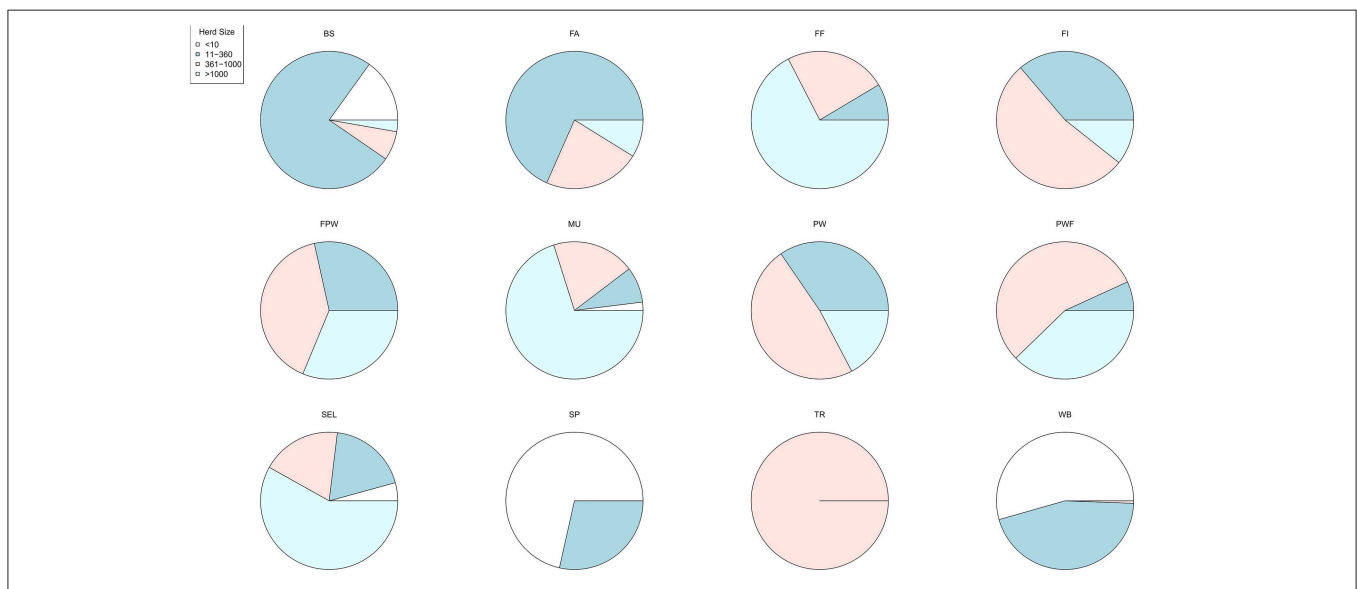 Herd Size
<10
11−360
361−1000
>1000
BS
FA
FF
FI
FPW
MU
PW
PWF
SEL
SP
TR
WB